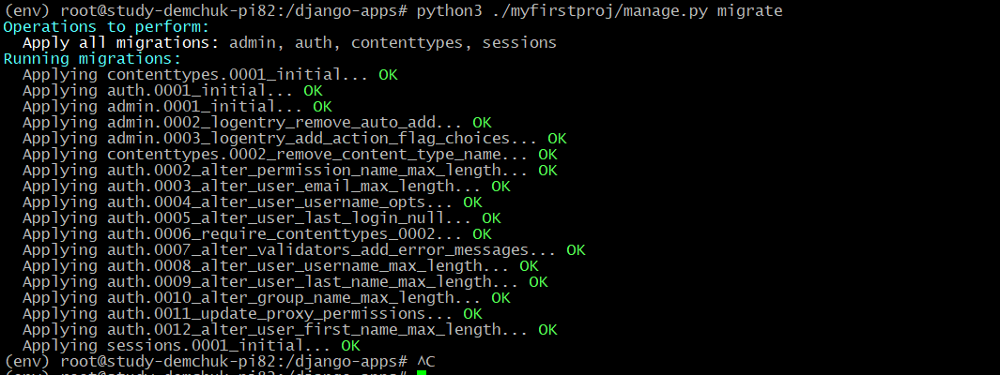 (env) root@study-demchuk-pi82:/django-apps# python3 ./myfirstproj/manage.py migrate
Operations to perform:
  Apply all migrations: admin, auth, contenttypes, sessions
Running migrations:
  Applying contenttypes.0001_initial... OK
  Applying auth.0001_initial... OK
  Applying admin.0001_initial... OK
  Applying admin.0002_logentry_remove_auto_add... OK
  Applying admin.0003_logentry_add_action_flag_choices... OK
  Applying contenttypes.0002_remove_content_type_name... OK
  Applying auth.0002_alter_permission_name_max_length... OK
  Applying auth.0003_alter_user_email_max_length... OK
  Applying auth.0004_alter_user_username_opts... OK
  Applying auth.0005_alter_user_last_login_null... OK
  Applying auth.0006_require_contenttypes_0002... OK
  Applying auth.0007_alter_validators_add_error_messages... OK
  Applying auth.0008_alter_user_username_max_length... OK
  Applying auth.0009_alter_user_last_name_max_length... OK
  Applying auth.0010_alter_group_name_max_length... OK
  Applying auth.0011_update_proxy_permissions... OK
  Applying auth.0012_alter_user_first_name_max_length... OK
  Applying sessions.0001_initial... OK
(env) root@study-demchuk-pi82:/django-apps# ^C
(env) root@study-demchuk-pi82:/django-apps#